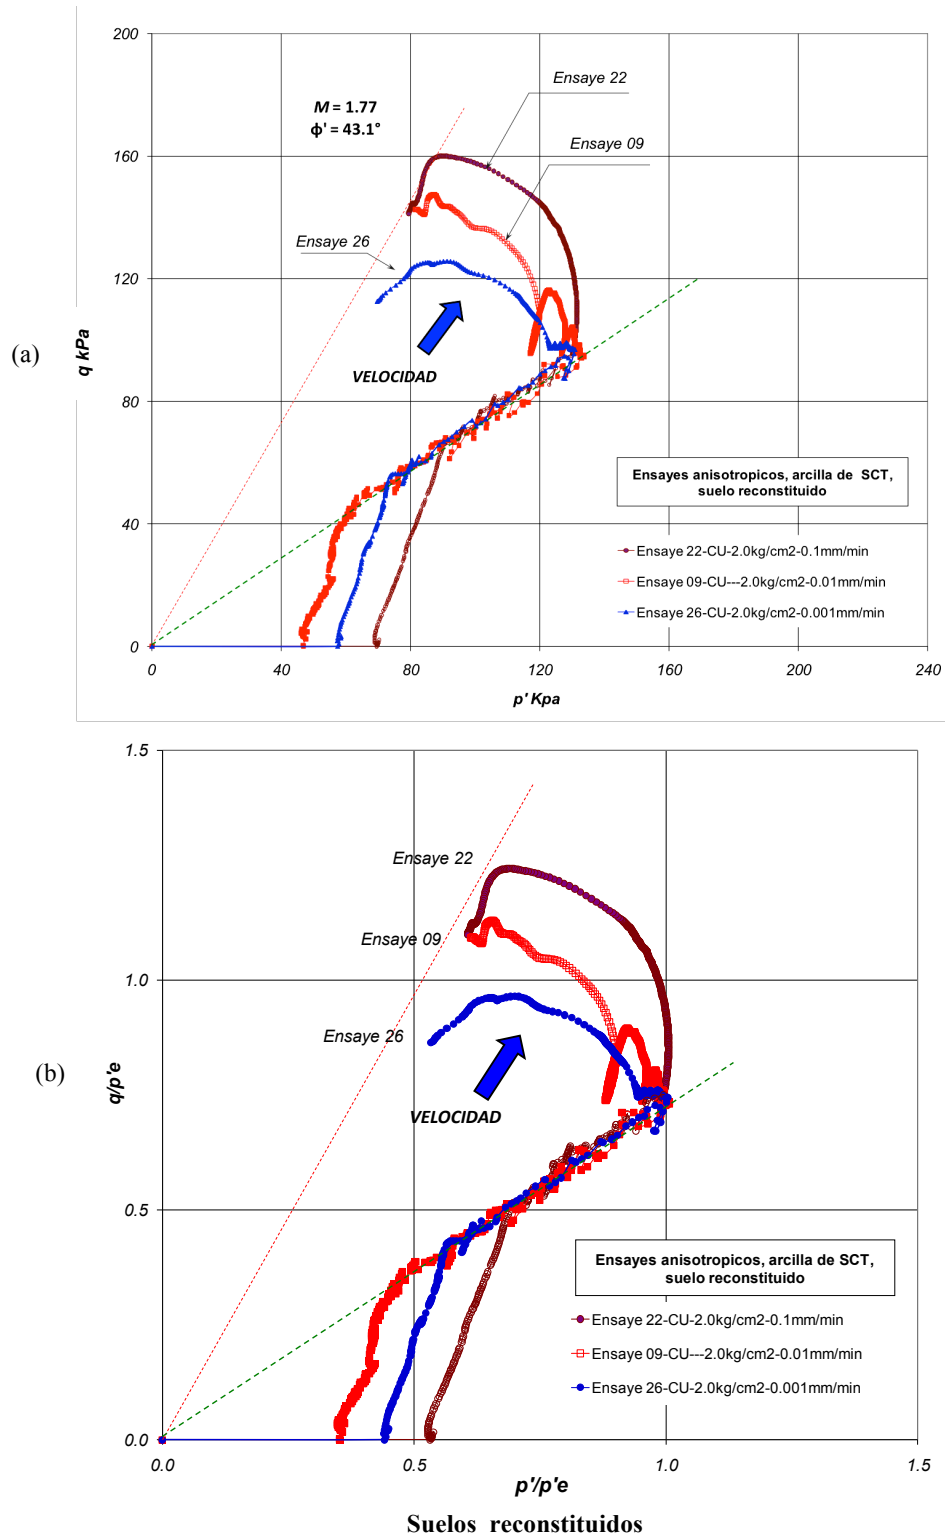 (a)
q kPa
200
160
120
80
40
0
Ensaye 22
M = 1.77
ϕ' = 43.1°
Ensaye 09
Ensaye 26
VELOCIDAD
Ensayes anisotropicos, arcilla de SCT,
suelo reconstituido
Ensaye 22-CU-2.0kg/cm2-0.1mm/min
Ensaye 09-CU---2.0kg/cm2-0.01mm/min
Ensaye 26-CU-2.0kg/cm2-0.001mm/min
0 40 80 120 160 200 240
p' Kpa
(b)
q/p'e
1.5
1.0
0.5
0.0
Ensaye 22
Ensaye 09
Ensaye 26
VELOCIDAD
Ensayes anisotropicos, arcilla de SCT,
suelo reconstituido
Ensaye 22-CU-2.0kg/cm2-0.1mm/min
Ensaye 09-CU---2.0kg/cm2-0.01mm/min
Ensaye 26-CU-2.0kg/cm2-0.001mm/min
0.0 0.5 1.0 1.5
p'/p'e
Suelos reconstituidos